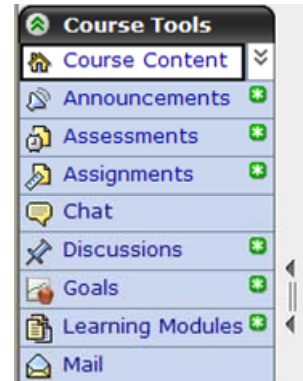 Course Tools
Course Content
Announcements
Assessments
Assignments
Chat
Discussions
Goals
Learning Modules
Mail